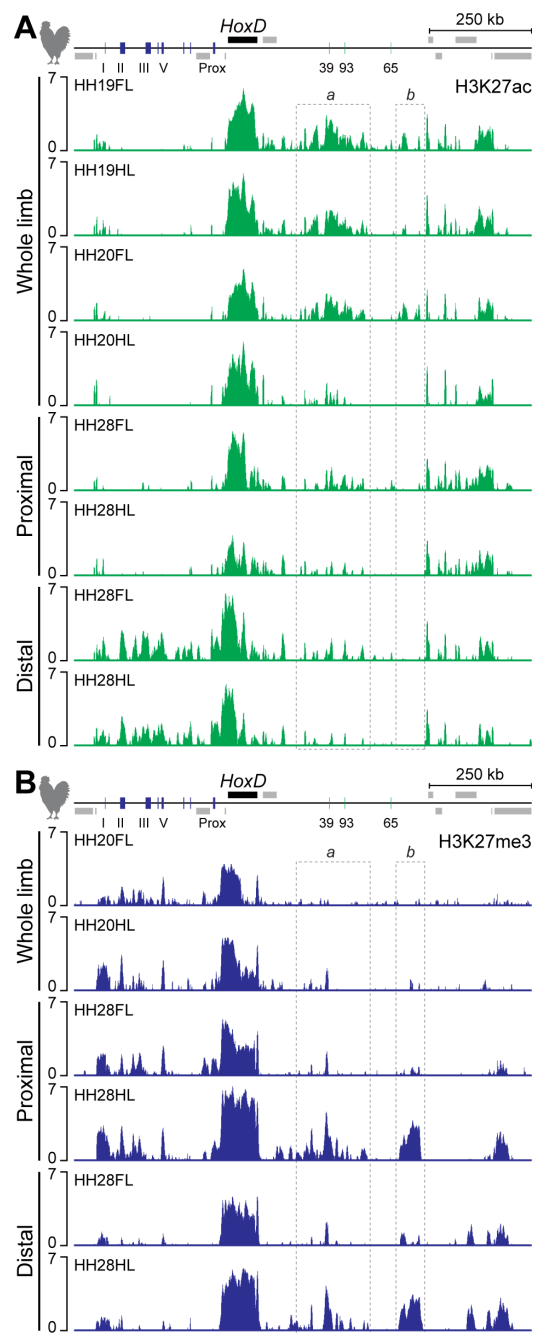 A
HoxD
250 kb
I II III V Prox 39 93 65
H3K27ac
a b
Whole limb
7
HH19FL
0
7
HH19HL
0
7
HH20FL
0
7
HH20HL
0
Proximal
7
HH28FL
0
7
HH28HL
0
Distal
7
HH28FL
0
7
HH28HL
0
B
HoxD
250 kb
I II III V Prox 39 93 65
H3K27me3
a b
Whole limb
7
HH20FL
0
7
HH20HL
0
Proximal
7
HH28FL
0
7
HH28HL
0
Distal
7
HH28FL
0
7
HH28HL
0